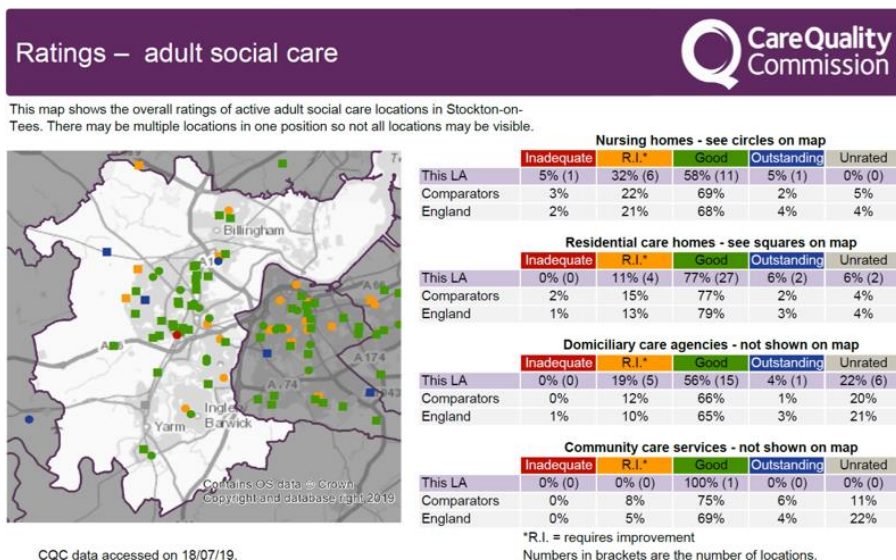 Ratings – adult social care
CareQuality
Commission
This map shows the overall ratings of active adult social care locations in Stockton-on-
Tees. There may be multiple locations in one position so not all locations may be visible.
Billingham
A1
A66
A174
A 74
Yarm
Ingle
Barwick
Contains OS data © Crown
Copyright and database right 2019
CQC data accessed on 18/07/19.
Nursing homes - see circles on map
Inadequate R.I.* Good Outstanding Unrated
This LA 5% (1) 32% (6) 58% (11) 5% (1) 0% (0)
Comparators 3% 22% 69% 2% 5%
England 2% 21% 68% 4% 4%
Residential care homes - see squares on map
Inadequate R.I.* Good Outstanding Unrated
This LA 0% (0) 11% (4) 77% (27) 6% (2) 6% (2)
Comparators 2% 15% 77% 2% 4%
England 1% 13% 79% 3% 4%
Domiciliary care agencies - not shown on map
Inadequate R.I.* Good Outstanding Unrated
This LA 0% (0) 19% (5) 56% (15) 4% (1) 22% (6)
Comparators 0% 12% 66% 1% 20%
England 1% 10% 65% 3% 21%
Community care services - not shown on map
Inadequate R.I.* Good Outstanding Unrated
This LA 0% (0) 0% (0) 100% (1) 0% (0) 0% (0)
Comparators 0% 8% 75% 6% 11%
England 0% 5% 69% 4% 22%
*R.I. = requires improvement
Numbers in brackets are the number of locations.